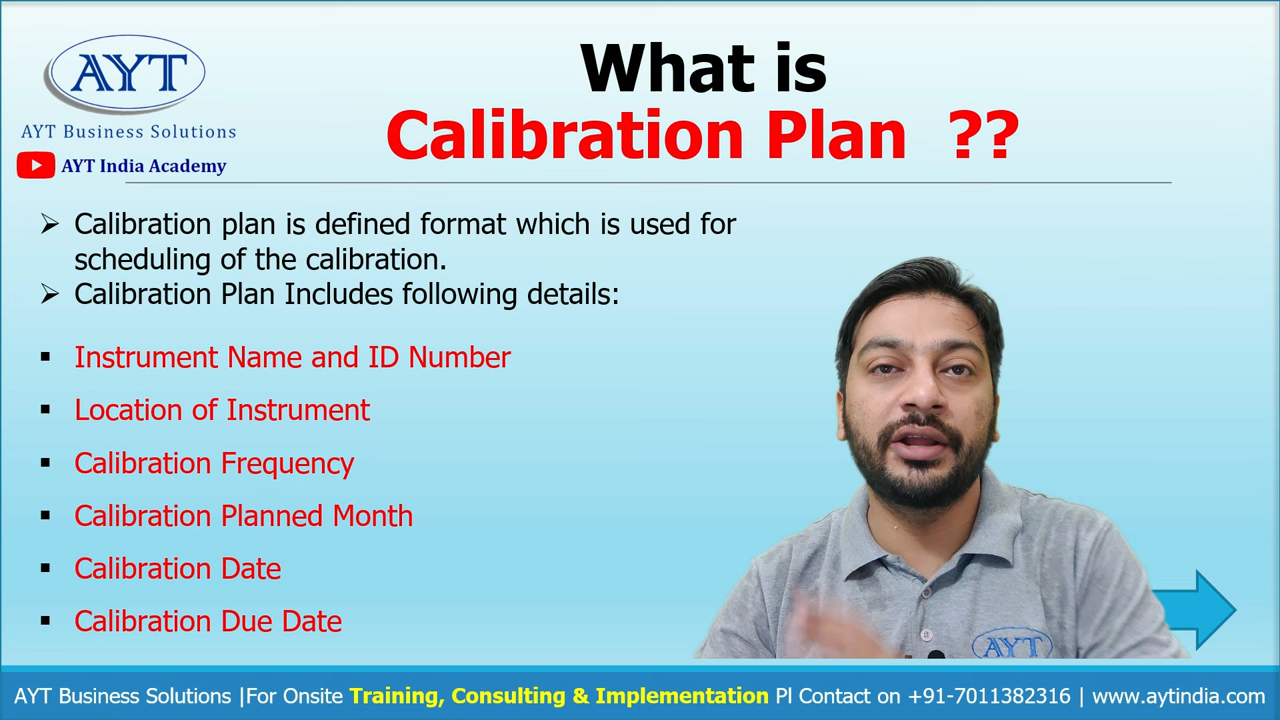 AYT
AYT Business Solutions
AYT India Academy
What is
Calibration Plan ??
➢ Calibration plan is defined format which is used for
scheduling of the calibration.
➢ Calibration Plan Includes following details:
▪ Instrument Name and ID Number
▪ Location of Instrument
▪ Calibration Frequency
▪ Calibration Planned Month
▪ Calibration Date
▪ Calibration Due Date
AYT
AYT Business Solutions |For Onsite Training, Consulting & Implementation Pl Contact on +91-7011382316 | www.aytindia.com